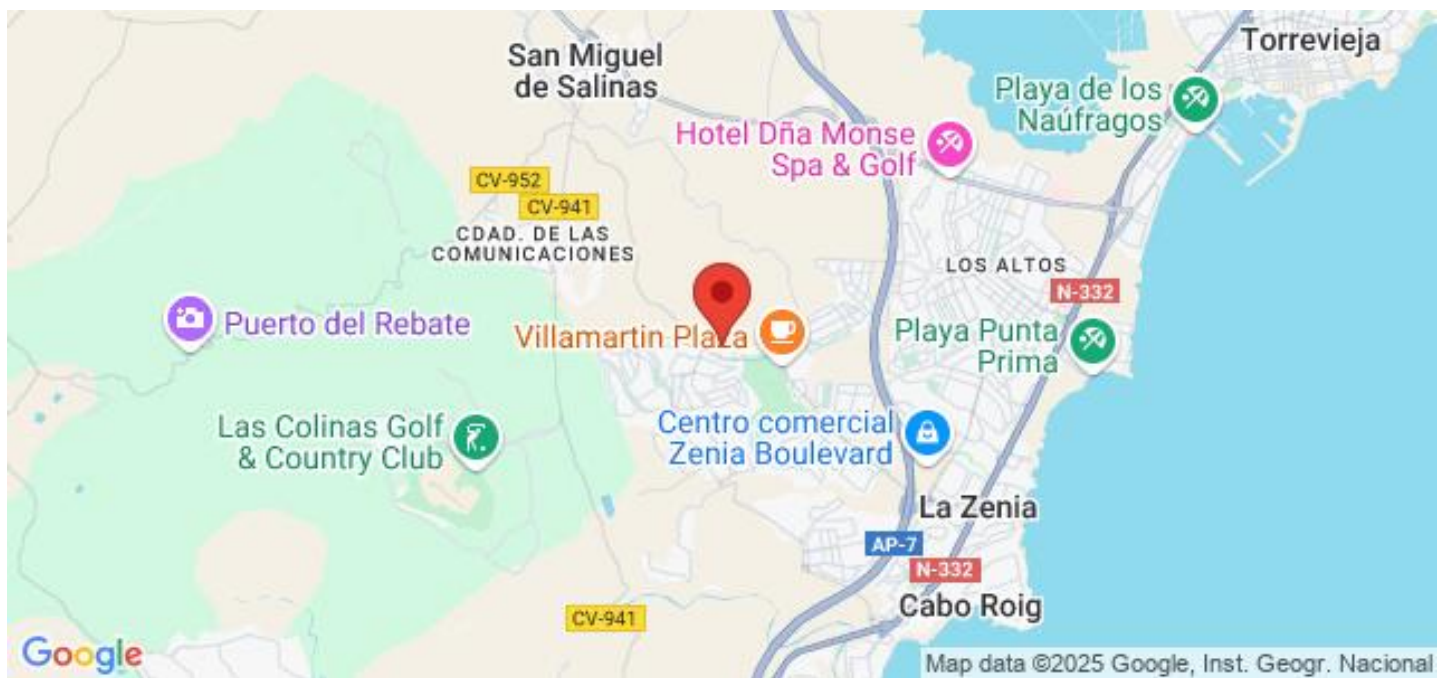 San Miguel
de Salinas
Torrevieja
Playa de los
Naúfragos
Hotel Dña Monse
Spa & Golf
CV-952
CV-941
CDAD. DE LAS
COMUNICACIONES
LOS ALTOS
N-332
Puerto del Rebate
Villamartin Plaza
Playa Punta
Prima
Las Colinas Golf
& Country Club
Centro comercial
Zenia Boulevard
La Zenia
AP-7
N-332
Cabo Roig
CV-941
Google
Map data ©2025 Google, Inst. Geogr. Nacional